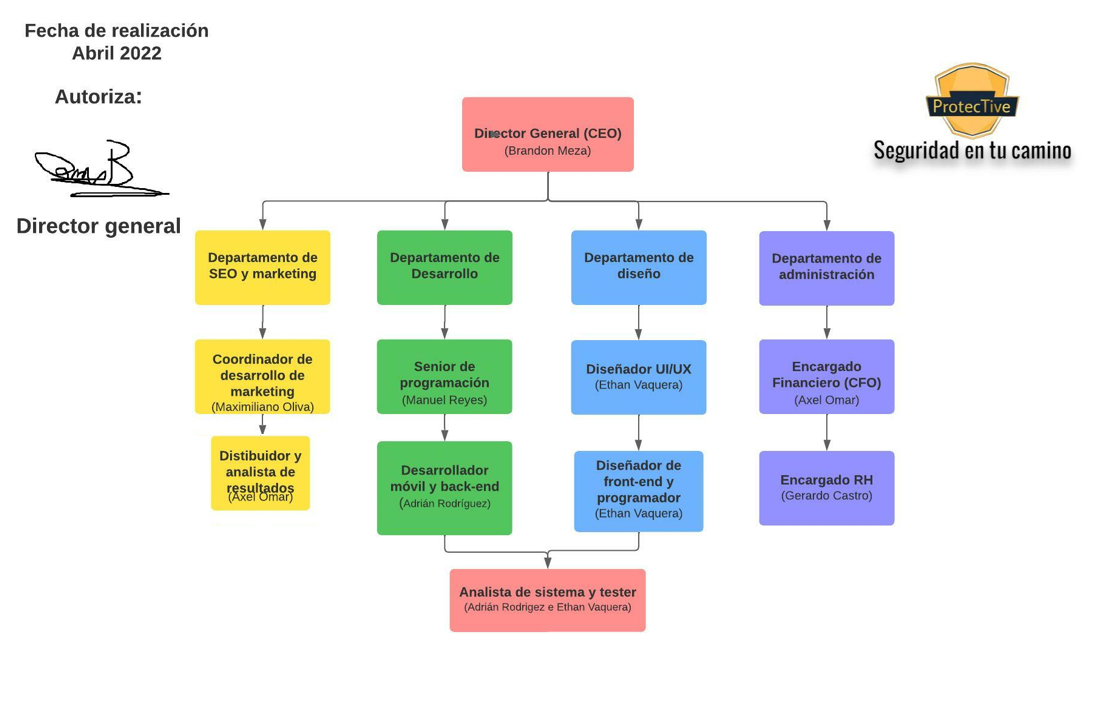 Fecha de realización
Abril 2022
Autoriza:
Director general
ProtecTive
Seguridad en tu camino
Director General (CEO)
(Brandon Meza)
Departamento de
SEO y marketing
Departamento de
Desarrollo
Departamento de
diseño
Departamento de
administración
Coordinador de
desarrollo de
marketing
(Maximiliano Oliva)
Senior de
programación
(Manuel Reyes)
Diseñador UI/UX
(Ethan Vaquera)
Encargado
Financiero (CFO)
(Axel Omar)
Distibuidor y
analista de
resultados
(Axel Omar)
Desarrollador
móvil y back-end
(Adrián Rodríguez)
Diseñador de
front-end y
programador
(Ethan Vaquera)
Encargado RH
(Gerardo Castro)
Analista de sistema y tester
(Adrián Rodrigez e Ethan Vaquera)